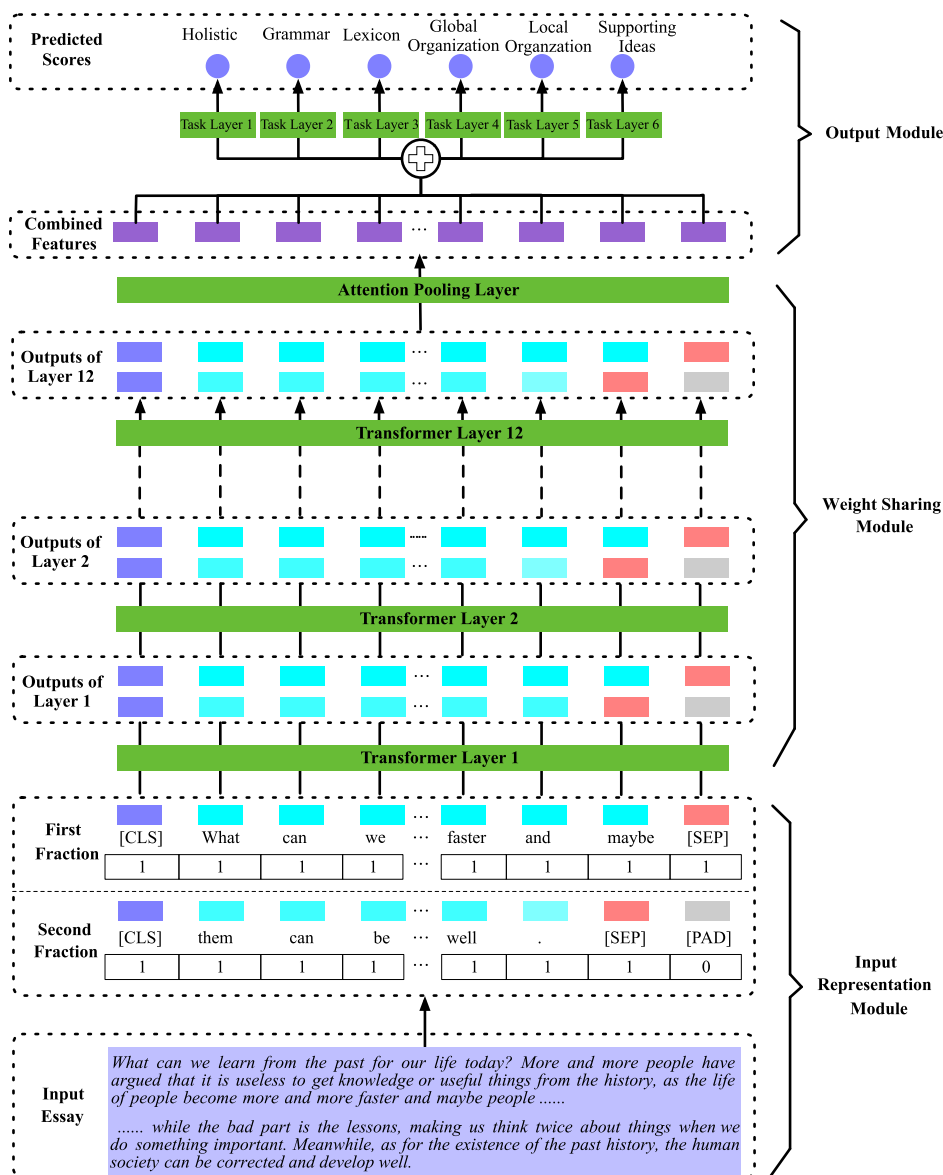 Predicted Scores
Holistic Grammar Lexicon Global Organization Local Organzation Supporting Ideas
Task Layer 1 Task Layer 2 Task Layer 3 Task Layer 4 Task Layer 5 Task Layer 6
Output Module
Combined Features
...
Attention Pooling Layer
Outputs of Layer 12
...
...
Transformer Layer 12
Weight Sharing Module
Outputs of Layer 2
.....
...
Transformer Layer 2
Outputs of Layer 1
...
...
Transformer Layer 1
First Fraction
...
[CLS] What can we ... faster and maybe [SEP]
1 1 1 1 ... 1 1 1 1
Second Fraction
...
[CLS] them can be ... well . [SEP] [PAD]
1 1 1 1 ... 1 1 1 0
Input Representation Module
Input Essay
What can we learn from the past for our life today? More and more people have
argued that it is useless to get knowledge or useful things from the history, as the life
of people become more and more faster and maybe people ......
...... while the bad part is the lessons, making us think twice about things when we
do something important. Meanwhile, as for the existence of the past history, the human
society can be corrected and develop well.